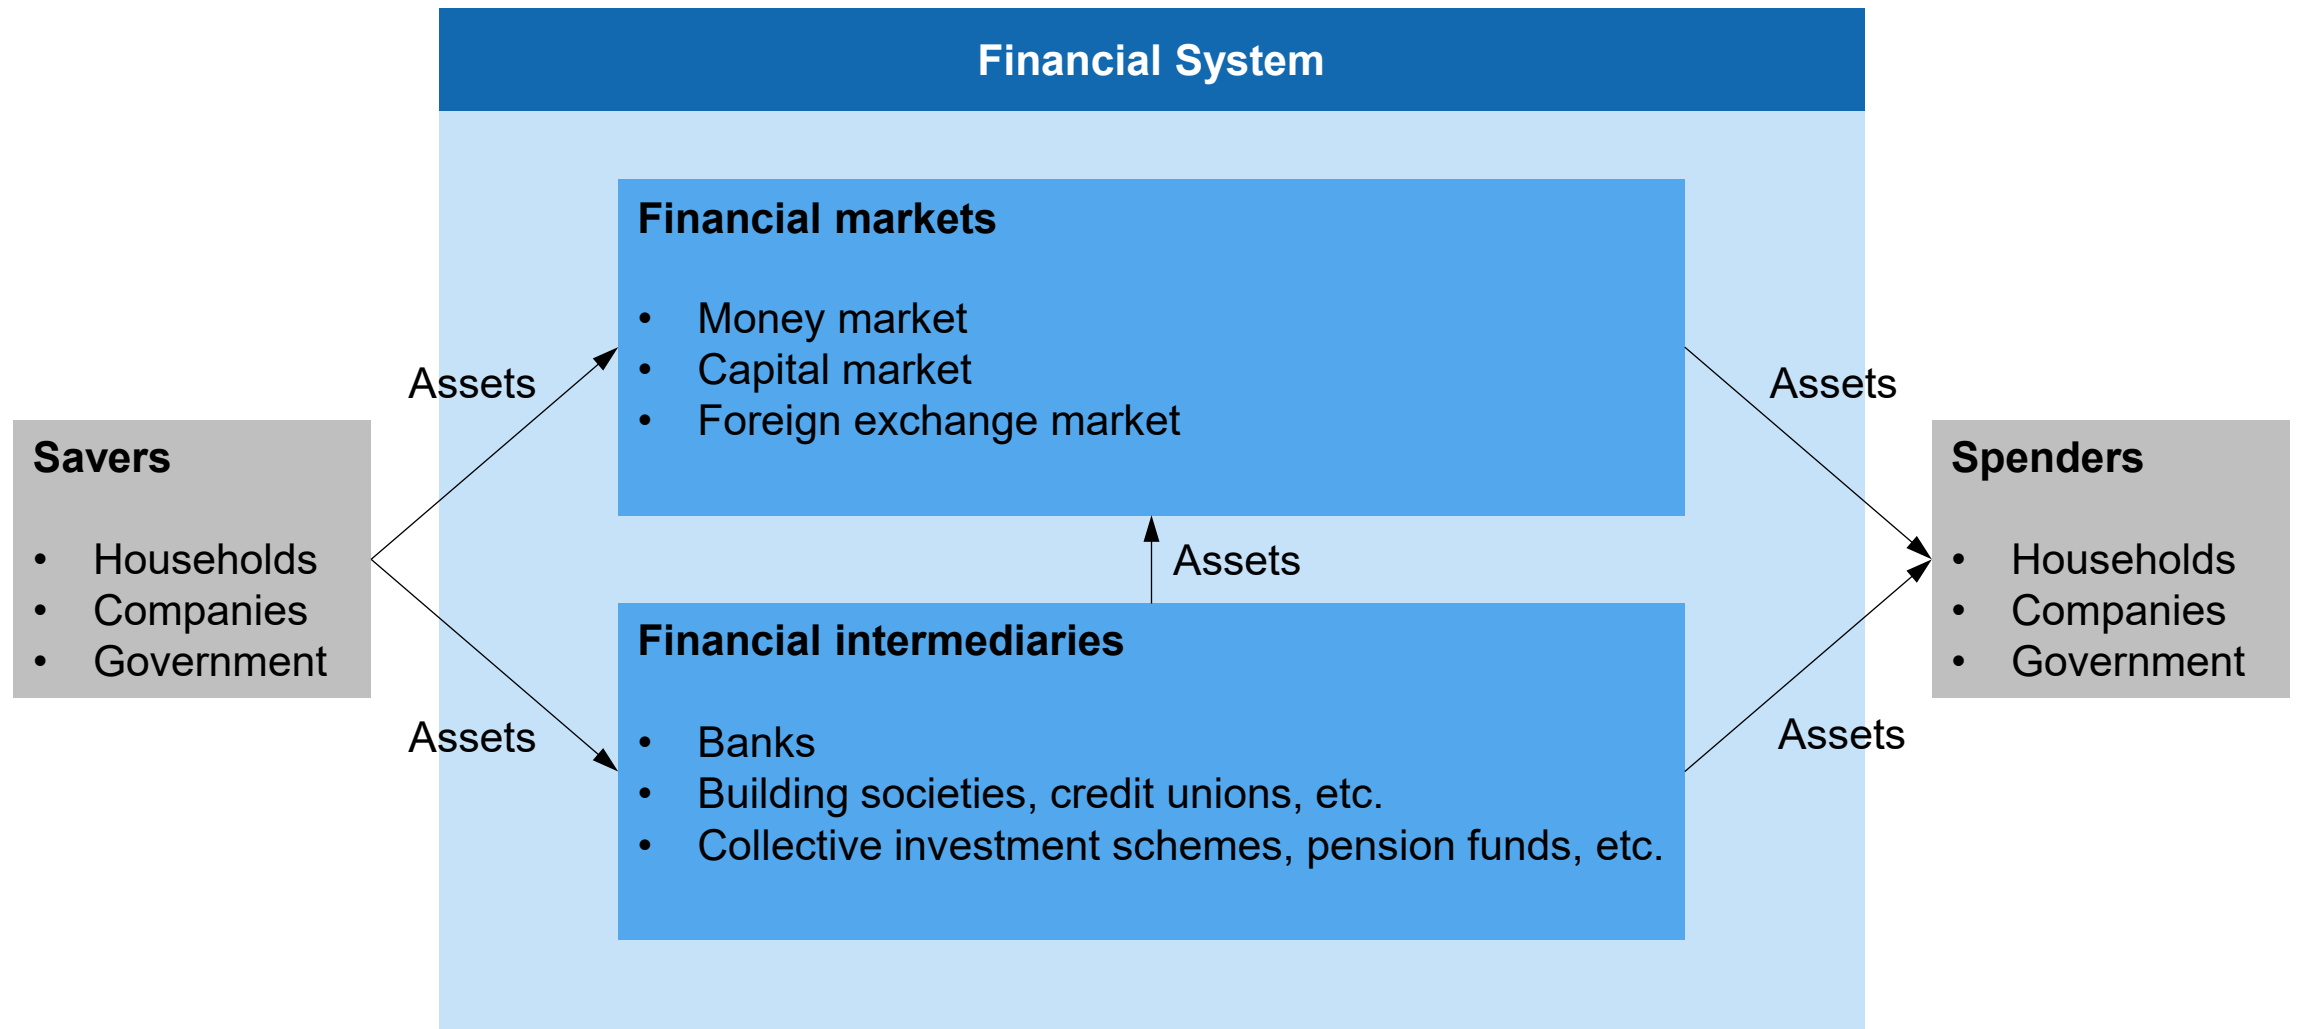 Financial System
Financial markets
• Money market
• Capital market
• Foreign exchange market
Assets
Assets
Savers
• Households
• Companies
• Government
Spenders
• Households
• Companies
• Government
Assets
Financial intermediaries
• Banks
• Building societies, credit unions, etc.
• Collective investment schemes, pension funds, etc.
Assets
Assets